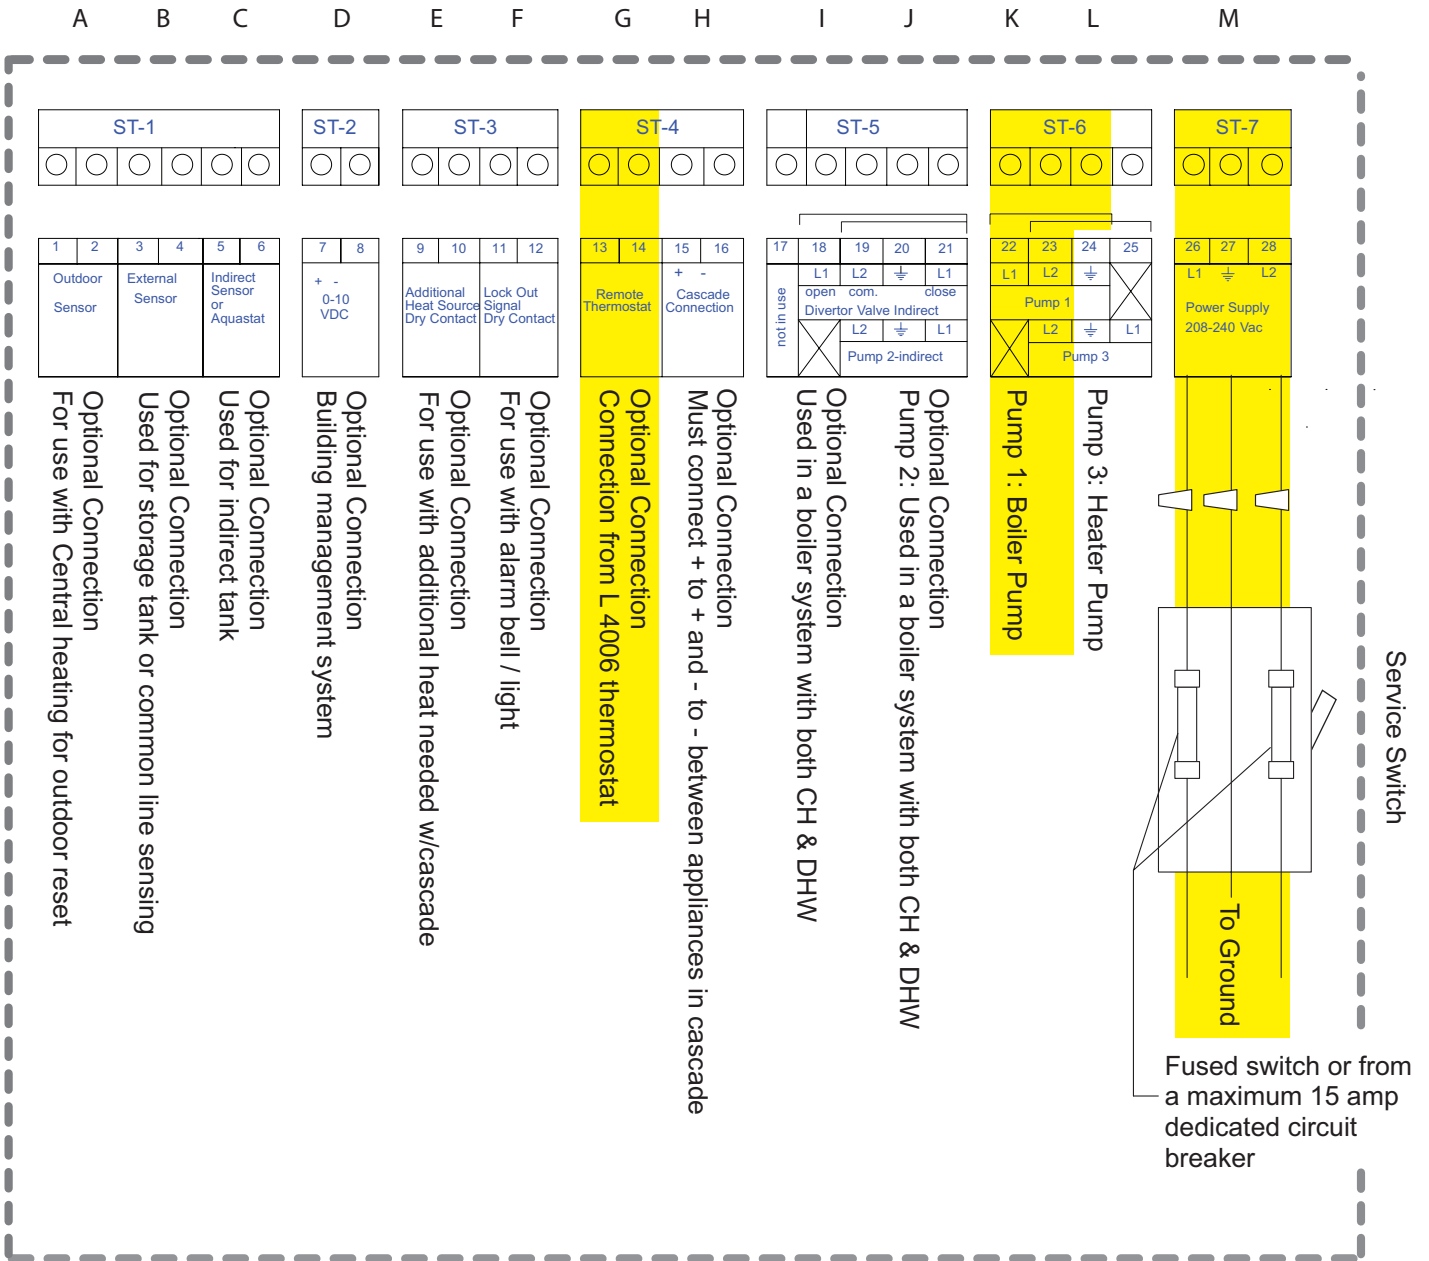 A B C D E F G H I J K L M
ST-1 ST-2 ST-3 ST-4 ST-5 ST-6 ST-7
1 2 3 4 5 6 7 8 9 10 11 12 13 14 15 16 17 18 19 20 21 22 23 24 25 26 27 28
Outdoor
Sensor
External
Sensor
Indirect
Sensor
or
Aquastat
+ -
0-10
VDC
Additional
Heat Source
Dry Contact
Lock Out
Signal
Dry Contact
Remote
Thermostat
+ -
Cascade
Connection
not in use
L1 L2 L1
open com. close
Divertor Valve Indirect
L2 L1
Pump 2-indirect
L1 L2
Pump 1
L2 L1
Pump 3
L1 L2
Power Supply
208-240 Vac
Optional Connection
For use with Central heating for outdoor reset
Optional Connection
Used for storage tank or common line sensing
Optional Connection
Used for indirect tank
Optional Connection
Building management system
Optional Connection
For use with additional heat needed w/cascade
Optional Connection
For use with alarm bell / light
Optional Connection
Connection from L 4006 thermostat
Optional Connection
Must connect + to + and - to - between appliances in cascade
Optional Connection
Used in a boiler system with both CH & DHW
Optional Connection
Pump 2: Used in a boiler system with both CH & DHW
Pump 1: Boiler Pump
Pump 3: Heater Pump
To Ground
Service Switch
Fused switch or from
a maximum 15 amp
dedicated circuit
breaker